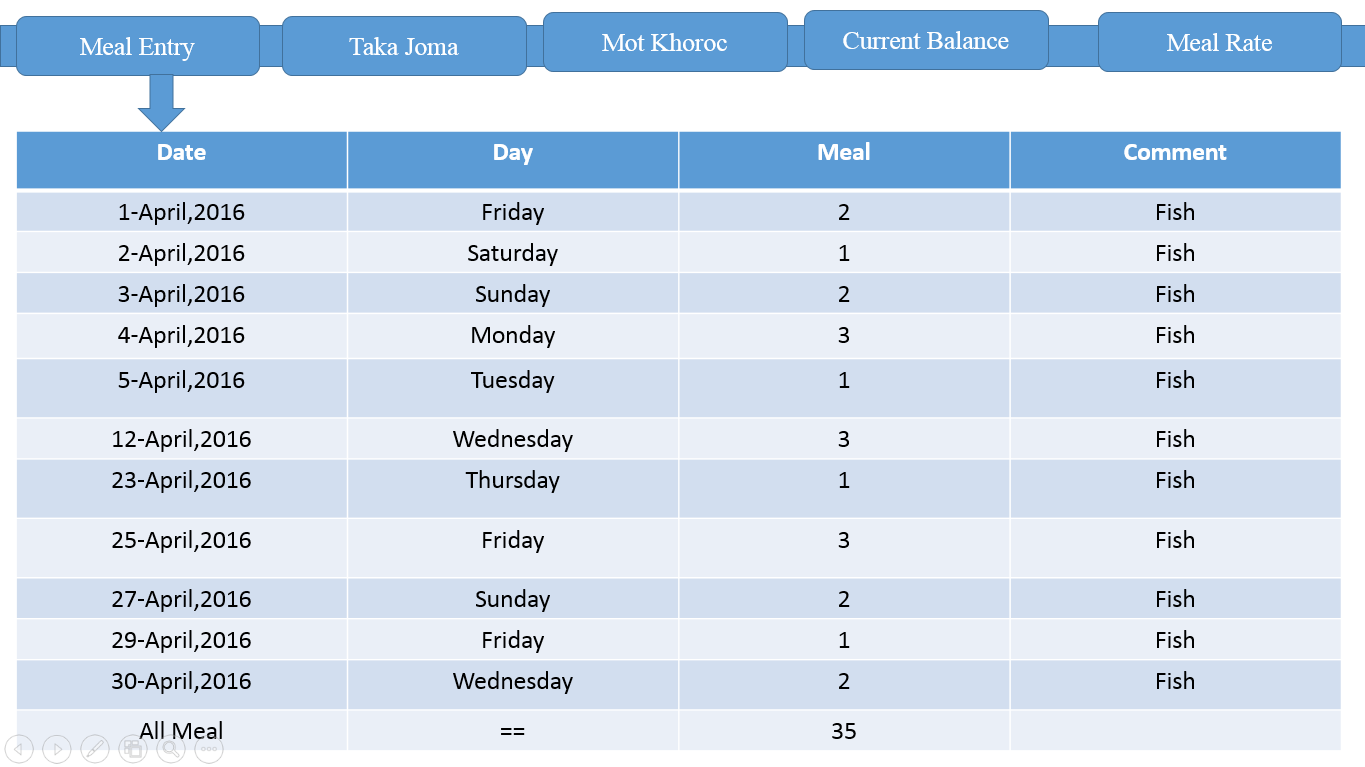 Meal Entry Taka Joma Mot Khoroc Current Balance Meal Rate
Date Day Meal Comment
1-April,2016 Friday 2 Fish
2-April,2016 Saturday 1 Fish
3-April,2016 Sunday 2 Fish
4-April,2016 Monday 3 Fish
5-April,2016 Tuesday 1 Fish
12-April,2016 Wednesday 3 Fish
23-April,2016 Thursday 1 Fish
25-April,2016 Friday 3 Fish
27-April,2016 Sunday 2 Fish
29-April,2016 Friday 1 Fish
30-April,2016 Wednesday 2 Fish
All Meal == 35